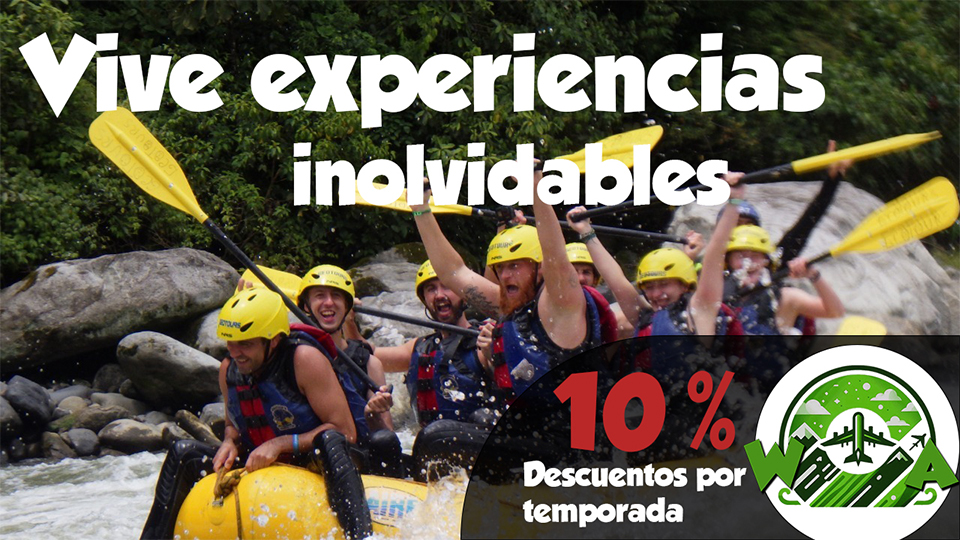 Vive experiencias
inolvidables
10 %
Descuentos por
temporada
W A